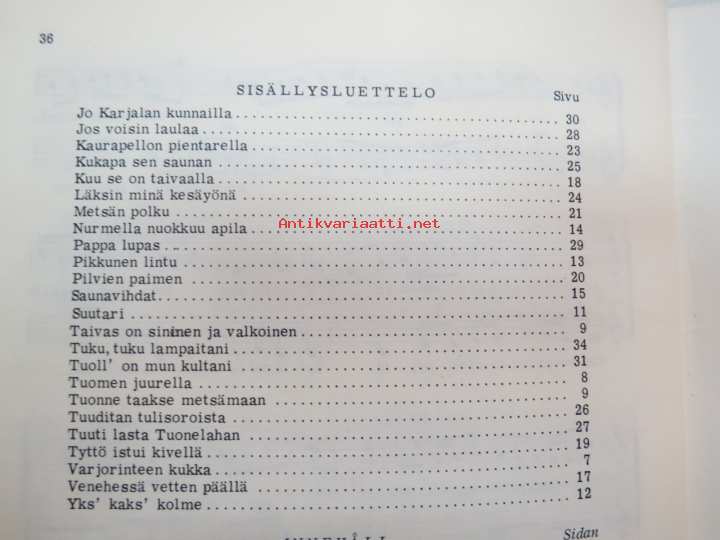 36
SISÄLLYSLUETTELO
Sivu
Jo Karjalan kunnailla 30
Jos voisin laulaa 28
Kaurapellon pientarella 23
Kukapa sen saunan 25
Kuu se on taivaalla 18
Läksin minä kesäyönä 24
Metsän polku 21
Antikvariaatti.net
Nurmella nuokkuu apila 14
Pappa lupas 29
Pikkunen lintu 13
Pilvien paimen 20
Saunavihdat 15
Suutari 11
Taivas on sininen ja valkoinen 9
Tuku, tuku lampaitani 34
Tuoll' on mun kultani 31
Tuomen juurella 8
Tuonne taakse metsämaan 9
Tuuditan tulisoroista 26
Tuuti lasta Tuonelahan 27
Tyttö istui kivellä 19
Varjorinteen kukka 7
Venehessä vetten päällä 17
Yks' kaks' kolme 12
Sidan